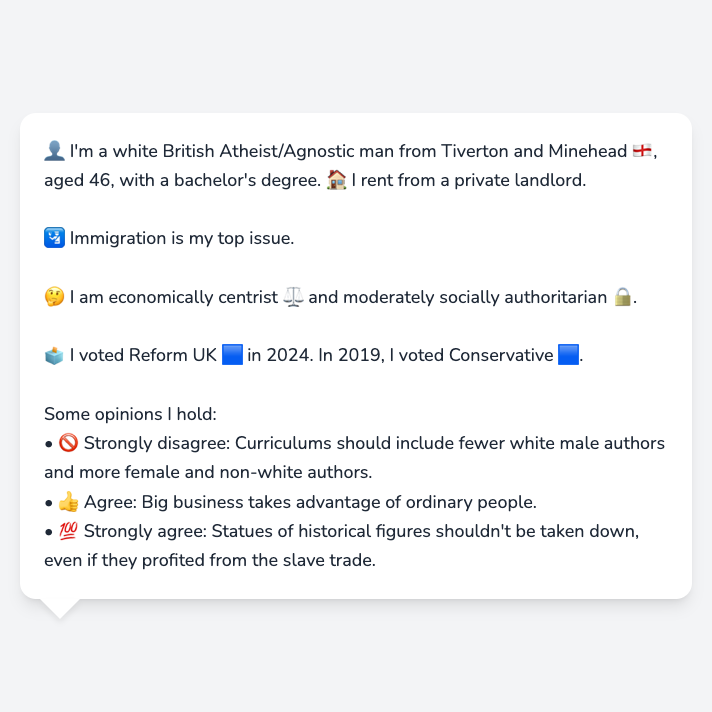 👤 I'm a white British Atheist/Agnostic man from Tiverton and Minehead 🏴󠁧󠁢󠁥󠁮󠁧󠁿,
aged 46, with a bachelor's degree. 🏠 I rent from a private landlord.
🛂 Immigration is my top issue.
🤔 I am economically centrist ⚖️ and moderately socially authoritarian 🔒.
🗳️ I voted Reform UK 🟦 in 2024. In 2019, I voted Conservative 🟦.
Some opinions I hold:
• 🚫 Strongly disagree: Curriculums should include fewer white male authors
and more female and non-white authors.
• 👍 Agree: Big business takes advantage of ordinary people.
• 💯 Strongly agree: Statues of historical figures shouldn't be taken down,
even if they profited from the slave trade.